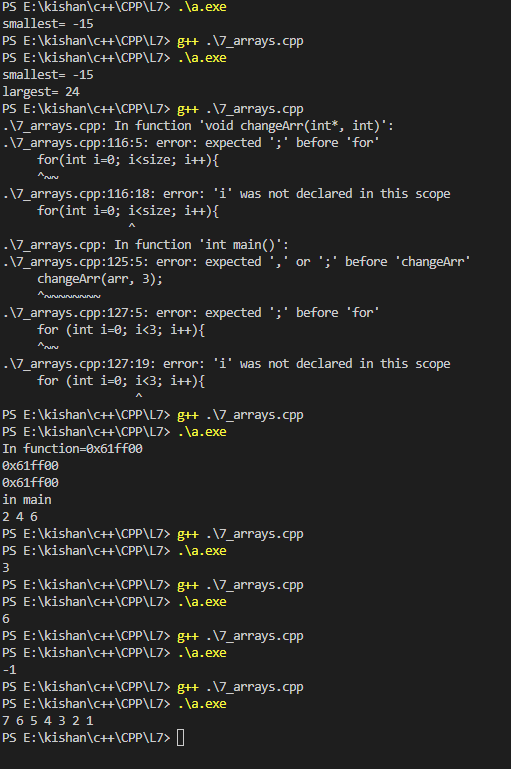 PS E:\kishan\c++\CPP\L7> .\a.exe
smallest= -15
PS E:\kishan\c++\CPP\L7> g++ .\7_arrays.cpp
PS E:\kishan\c++\CPP\L7> .\a.exe
smallest= -15
largest= 24
PS E:\kishan\c++\CPP\L7> g++ .\7_arrays.cpp
.\7_arrays.cpp: In function 'void changeArr(int*, int)':
.\7_arrays.cpp:116:5: error: expected ';' before 'for'
     for(int i=0; i<size; i++){
     ^~~
.\7_arrays.cpp:116:18: error: 'i' was not declared in this scope
     for(int i=0; i<size; i++){
                  ^
.\7_arrays.cpp: In function 'int main()':
.\7_arrays.cpp:125:5: error: expected ',' or ';' before 'changeArr'
     changeArr(arr, 3);
     ^~~~~~~~~
.\7_arrays.cpp:127:5: error: expected ';' before 'for'
     for (int i=0; i<3; i++){
     ^~~
.\7_arrays.cpp:127:19: error: 'i' was not declared in this scope
     for (int i=0; i<3; i++){
                   ^
PS E:\kishan\c++\CPP\L7> g++ .\7_arrays.cpp
PS E:\kishan\c++\CPP\L7> .\a.exe
In function=0x61ff00
0x61ff00
0x61ff00
in main
2 4 6
PS E:\kishan\c++\CPP\L7> g++ .\7_arrays.cpp
PS E:\kishan\c++\CPP\L7> .\a.exe
3
PS E:\kishan\c++\CPP\L7> g++ .\7_arrays.cpp
PS E:\kishan\c++\CPP\L7> .\a.exe
6
PS E:\kishan\c++\CPP\L7> g++ .\7_arrays.cpp
PS E:\kishan\c++\CPP\L7> .\a.exe
-1
PS E:\kishan\c++\CPP\L7> g++ .\7_arrays.cpp
PS E:\kishan\c++\CPP\L7> .\a.exe
7 6 5 4 3 2 1
PS E:\kishan\c++\CPP\L7>